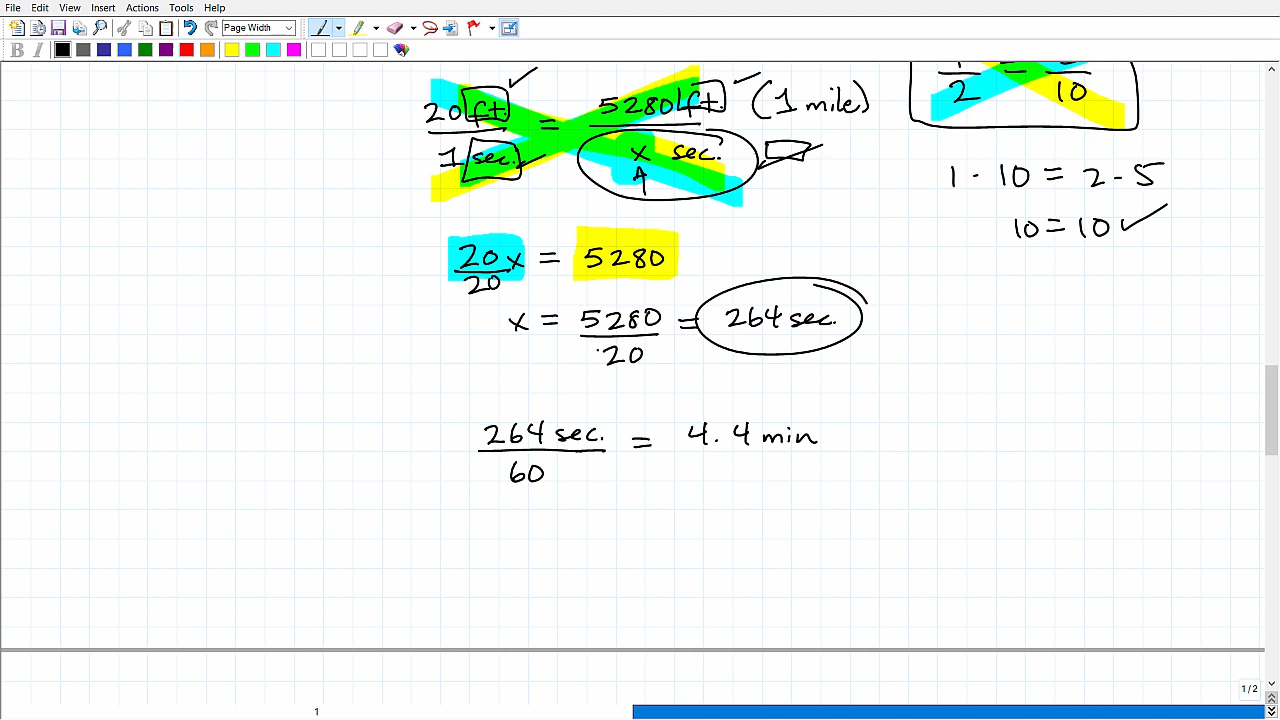 File Edit View Insert Actions Tools Help
Page Width
B I
20 ft. = 5280 ft. (1 mile)
1 sec. x sec.
20x = 5280
20
x = 5280 = 264 sec.
20
264 sec. = 4.4 min
60
2 = 10
1 · 10 = 2 · 5
10 = 10
1
1/2